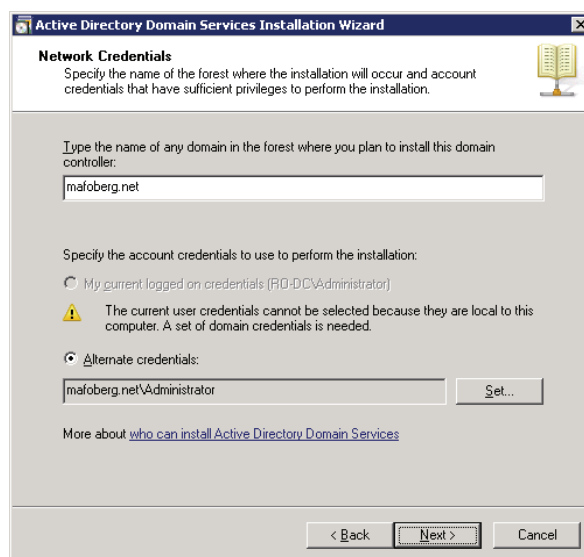 Active Directory Domain Services Installation Wizard
Network Credentials
Specify the name of the forest where the installation will occur and account
credentials that have sufficient privileges to perform the installation.
Type the name of any domain in the forest where you plan to install this domain
controller:
mafoberg.net
Specify the account credentials to use to perform the installation:
My current logged on credentials (RO-DC\Administrator)
The current user credentials cannot be selected because they are local to this
computer. A set of domain credentials is needed.
Alternate credentials:
mafoberg.net\Administrator
Set...
More about who can install Active Directory Domain Services
< Back
Next >
Cancel